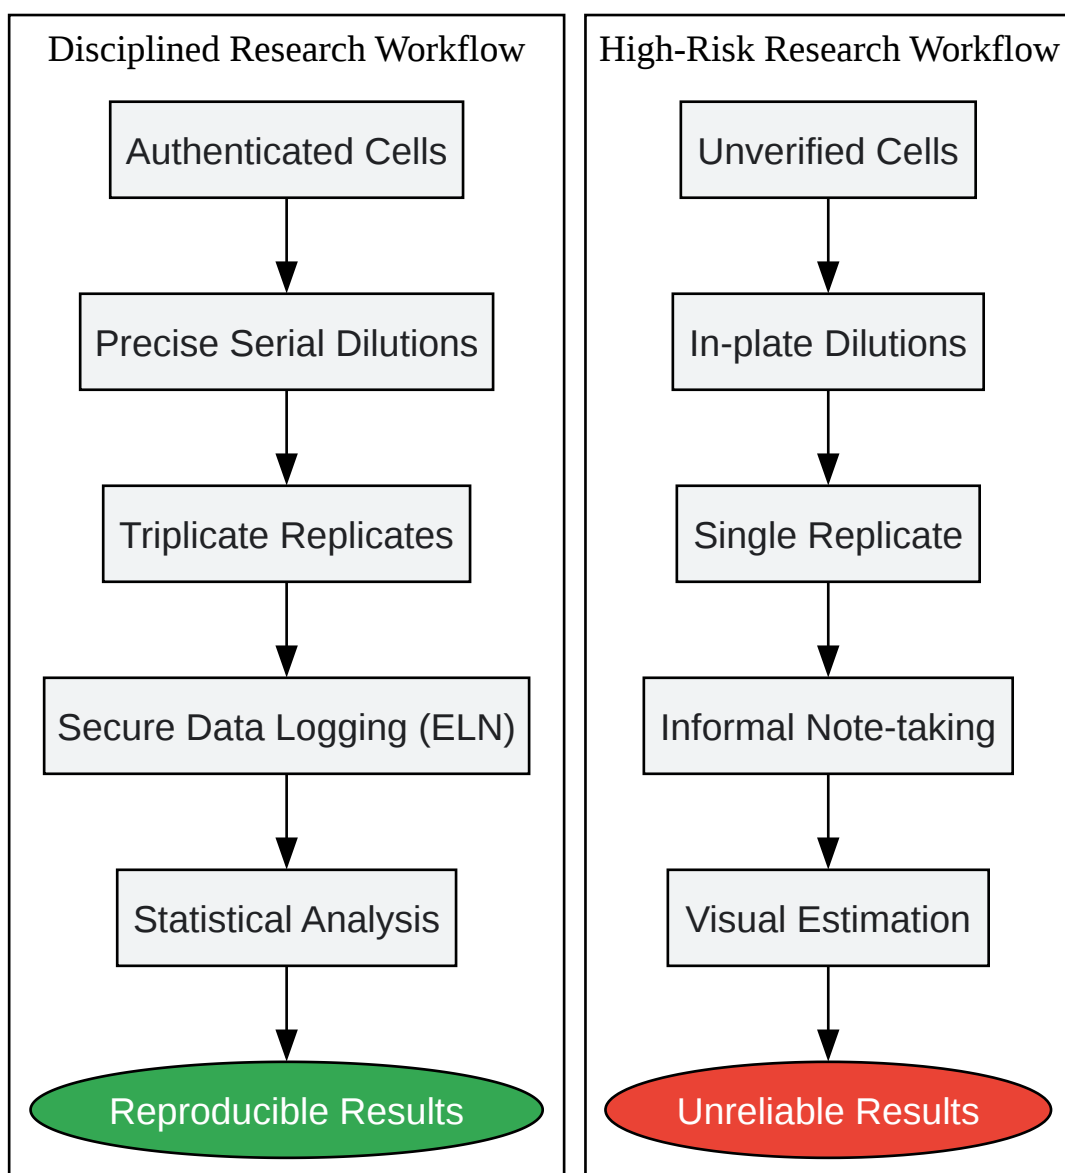 Disciplined Research Workflow
Authenticated Cells
Precise Serial Dilutions
Triplicate Replicates
Secure Data Logging (ELN)
Statistical Analysis
Reproducible Results
High-Risk Research Workflow
Unverified Cells
In-plate Dilutions
Single Replicate
Informal Note-taking
Visual Estimation
Unreliable Results